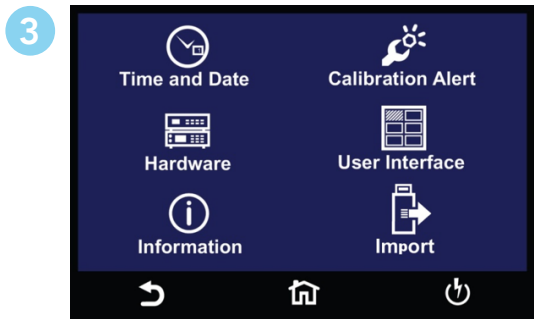 3
Time and Date
Calibration Alert
Hardware
User Interface
Information
Import